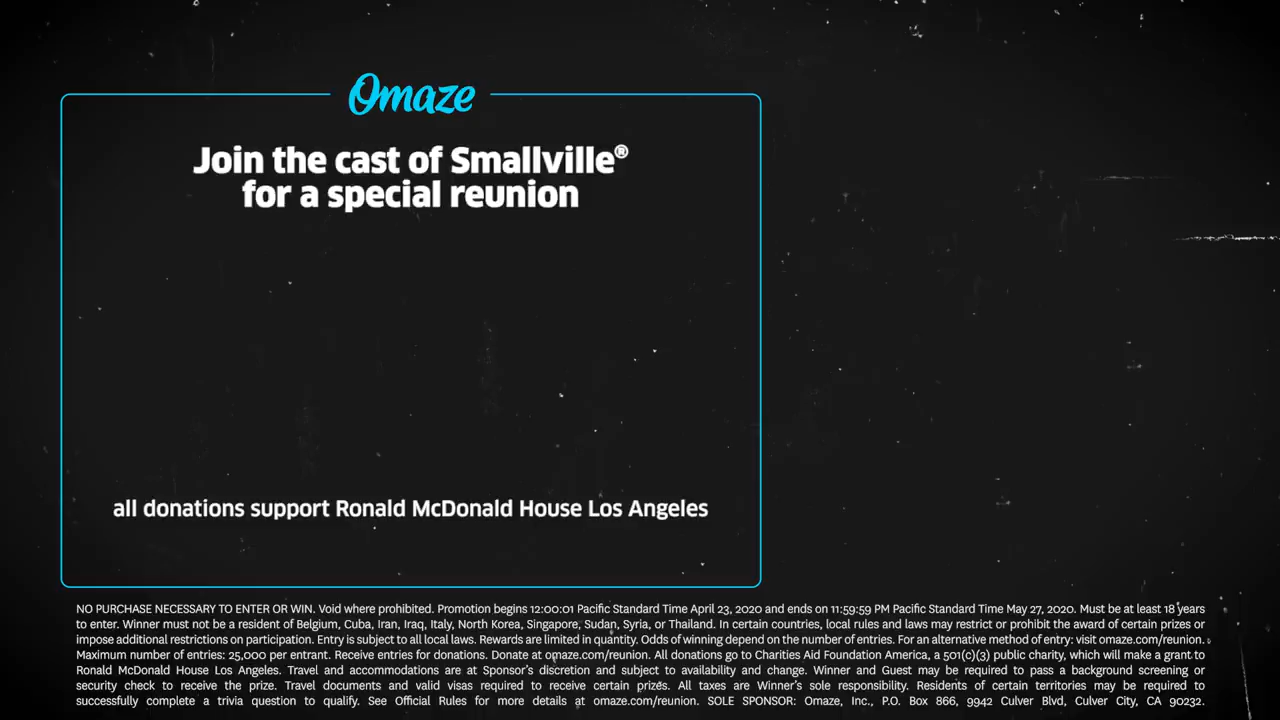 Omaze
Join the cast of Smallville®
for a special reunion
all donations support Ronald McDonald House Los Angeles
NO PURCHASE NECESSARY TO ENTER OR WIN. Void where prohibited. Promotion begins 12:00:01 Pacific Standard Time April 23, 2020 and ends on 11:59:59 PM Pacific Standard Time May 27, 2020. Must be at least 18 years
to enter. Winner must not be a resident of Belgium, Cuba, Iran, Iraq, Italy, North Korea, Singapore, Sudan, Syria, or Thailand. In certain countries, local rules and laws may restrict or prohibit the award of certain prizes or
impose additional restrictions on participation. Entry is subject to all local laws. Rewards are limited in quantity. Odds of winning depend on the number of entries. For an alternative method of entry: visit omaze.com/reunion.
Maximum number of entries: 25,000 per entrant. Receive entries for donations. Donate at omaze.com/reunion. All donations go to Charities Aid Foundation America, a 501(c)(3) public charity, which will make a grant to
Ronald McDonald House Los Angeles. Travel and accommodations are at Sponsor's discretion and subject to availability and change. Winner and Guest may be required to pass a background screening or
security check to receive the prize. Travel documents and valid visas required to receive certain prizes. All taxes are Winner's sole responsibility. Residents of certain territories may be required to
successfully complete a trivia question to qualify. See Official Rules for more details at omaze.com/reunion. SOLE SPONSOR: Omaze, Inc., P.O. Box 866, 9942 Culver Blvd, Culver City, CA 90232.